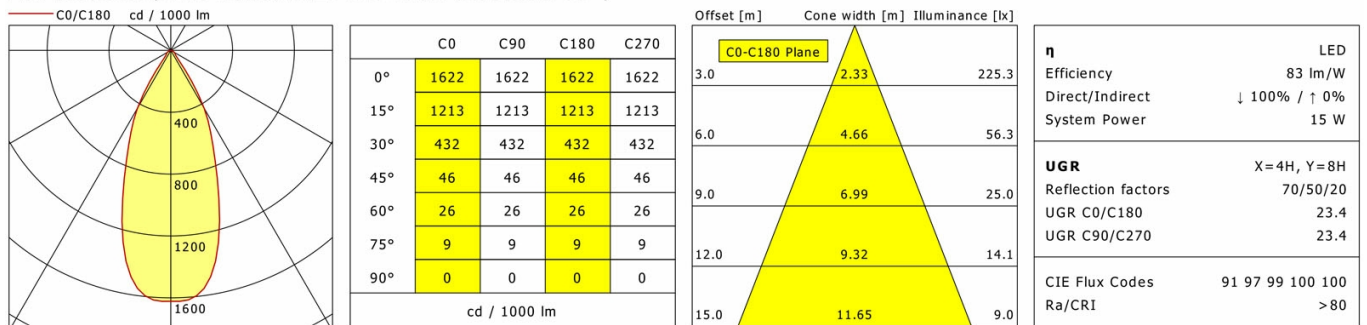 C0/C180 cd / 1000 lm
400
800
1200
1600
C0 C90 C180 C270
0° 1622 1622 1622 1622
15° 1213 1213 1213 1213
30° 432 432 432 432
45° 46 46 46 46
60° 26 26 26 26
75° 9 9 9 9
90° 0 0 0 0
cd / 1000 lm
Offset [m] Cone width [m] Illuminance [lx]
C0-C180 Plane
3.0 2.33 225.3
6.0 4.66 56.3
9.0 6.99 25.0
12.0 9.32 14.1
15.0 11.65 9.0
η LED
Efficiency 83 lm/W
Direct/Indirect ↓ 100% / ↑ 0%
System Power 15 W
UGR X=4H, Y=8H
Reflection factors 70/50/20
UGR C0/C180 23.4
UGR C90/C270 23.4
CIE Flux Codes 91 97 99 100 100
Ra/CRI >80